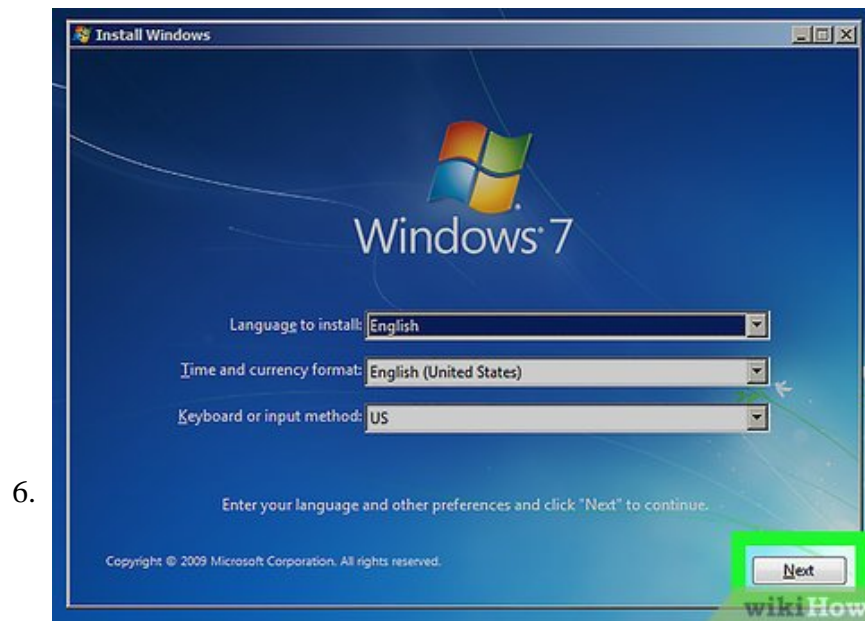 Install Windows
Windows® 7
Language to install: English
Time and currency format: English (United States)
Keyboard or input method: US
6.
Enter your language and other preferences and click "Next" to continue.
Copyright © 2009 Microsoft Corporation. All rights reserved.
Next
wikiHow